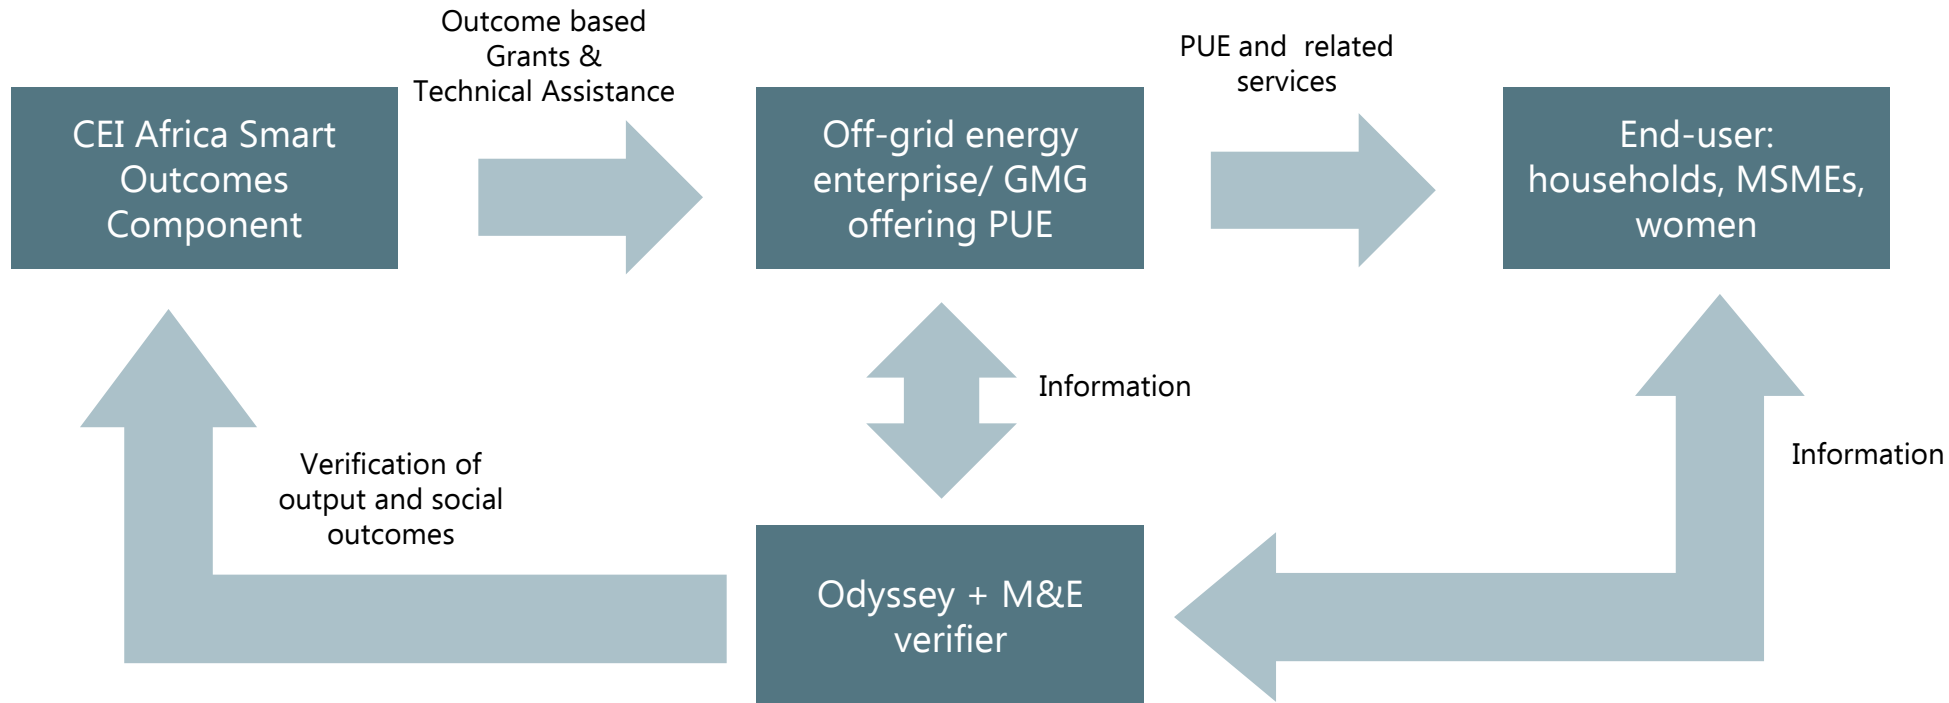 Outcome based
Grants &
Technical Assistance
PUE and related
services
CEI Africa Smart
Outcomes
Component
Off-grid energy
enterprise/ GMG
offering PUE
End-user:
households, MSMEs,
women
Information
Information
Verification of
output and social
outcomes
Odyssey + M&E
verifier